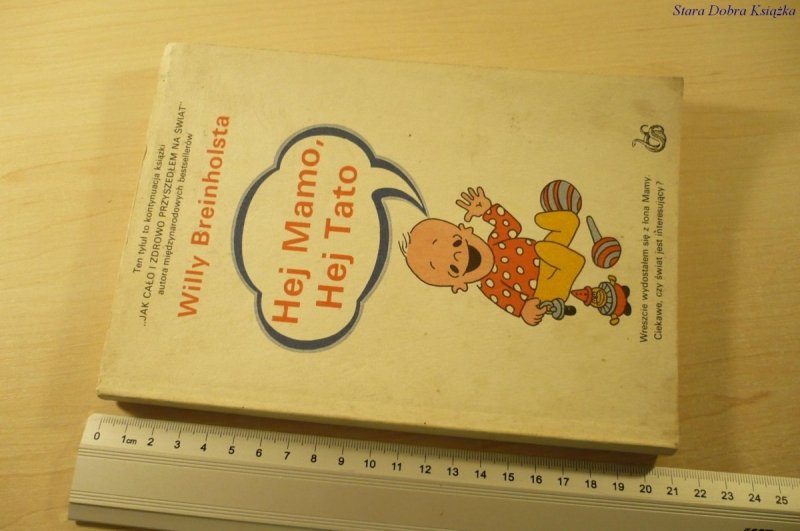 Stara Dobra Książka
Ten tytuł to kontynuacja książki
„JAK CAŁO I ZDROWO PRZYSZEDŁEM NA ŚWIAT"
autora międzynarodowych bestsellerów
Willy Breinholsta
Hej Mamo,
Hej Tato
Wreszcie wydostałem się z łona Mamy.
Ciekawe, czy świat jest interesujący?
0 1cm 2 3 4 5 6 7 8 9 10 11 12 13 14 15 16 17 18 19 20 21 22 23 24 25